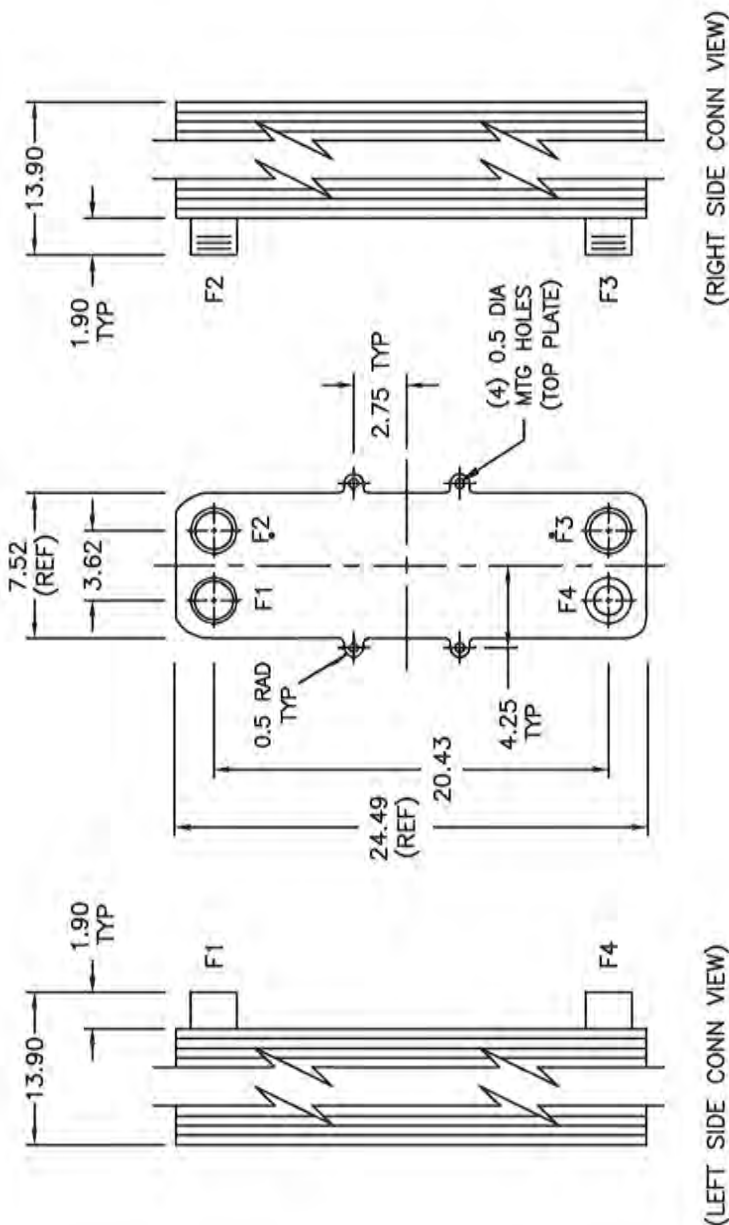 13.90
1.90
TYP
F1
F4
(LEFT SIDE CONN VIEW)
7.52
(REF)
3.62
F1
F2
0.5 RAD
TYP
2.75 TYP
(4) 0.5 DIA
MTG HOLES
(TOP PLATE)
4.25
TYP
20.43
24.49
(REF)
F4
F3
13.90
1.90
TYP
F2
F3
(RIGHT SIDE CONN VIEW)